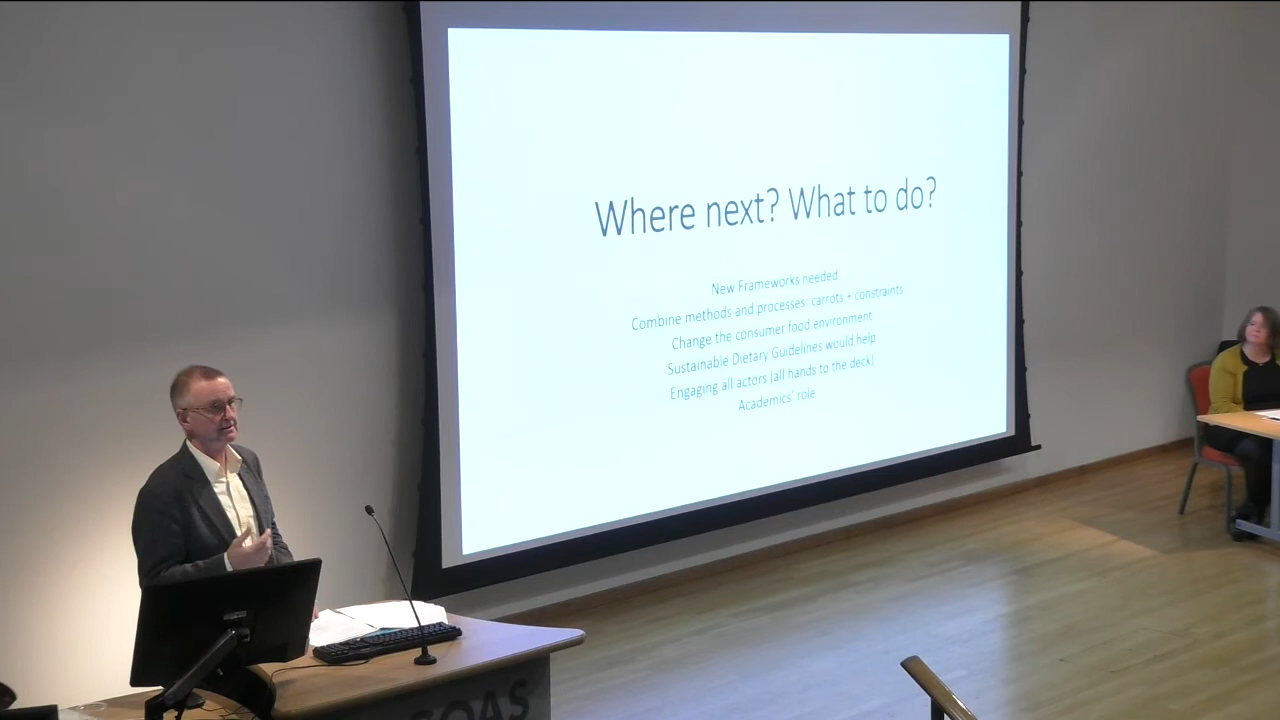 Where next? What to do?
New Frameworks needed
Combine methods and processes: carrots + constraints
Change the consumer food environment
Sustainable Dietary Guidelines would help
Engaging all actors (all hands to the deck)
Academics' role
SOAS